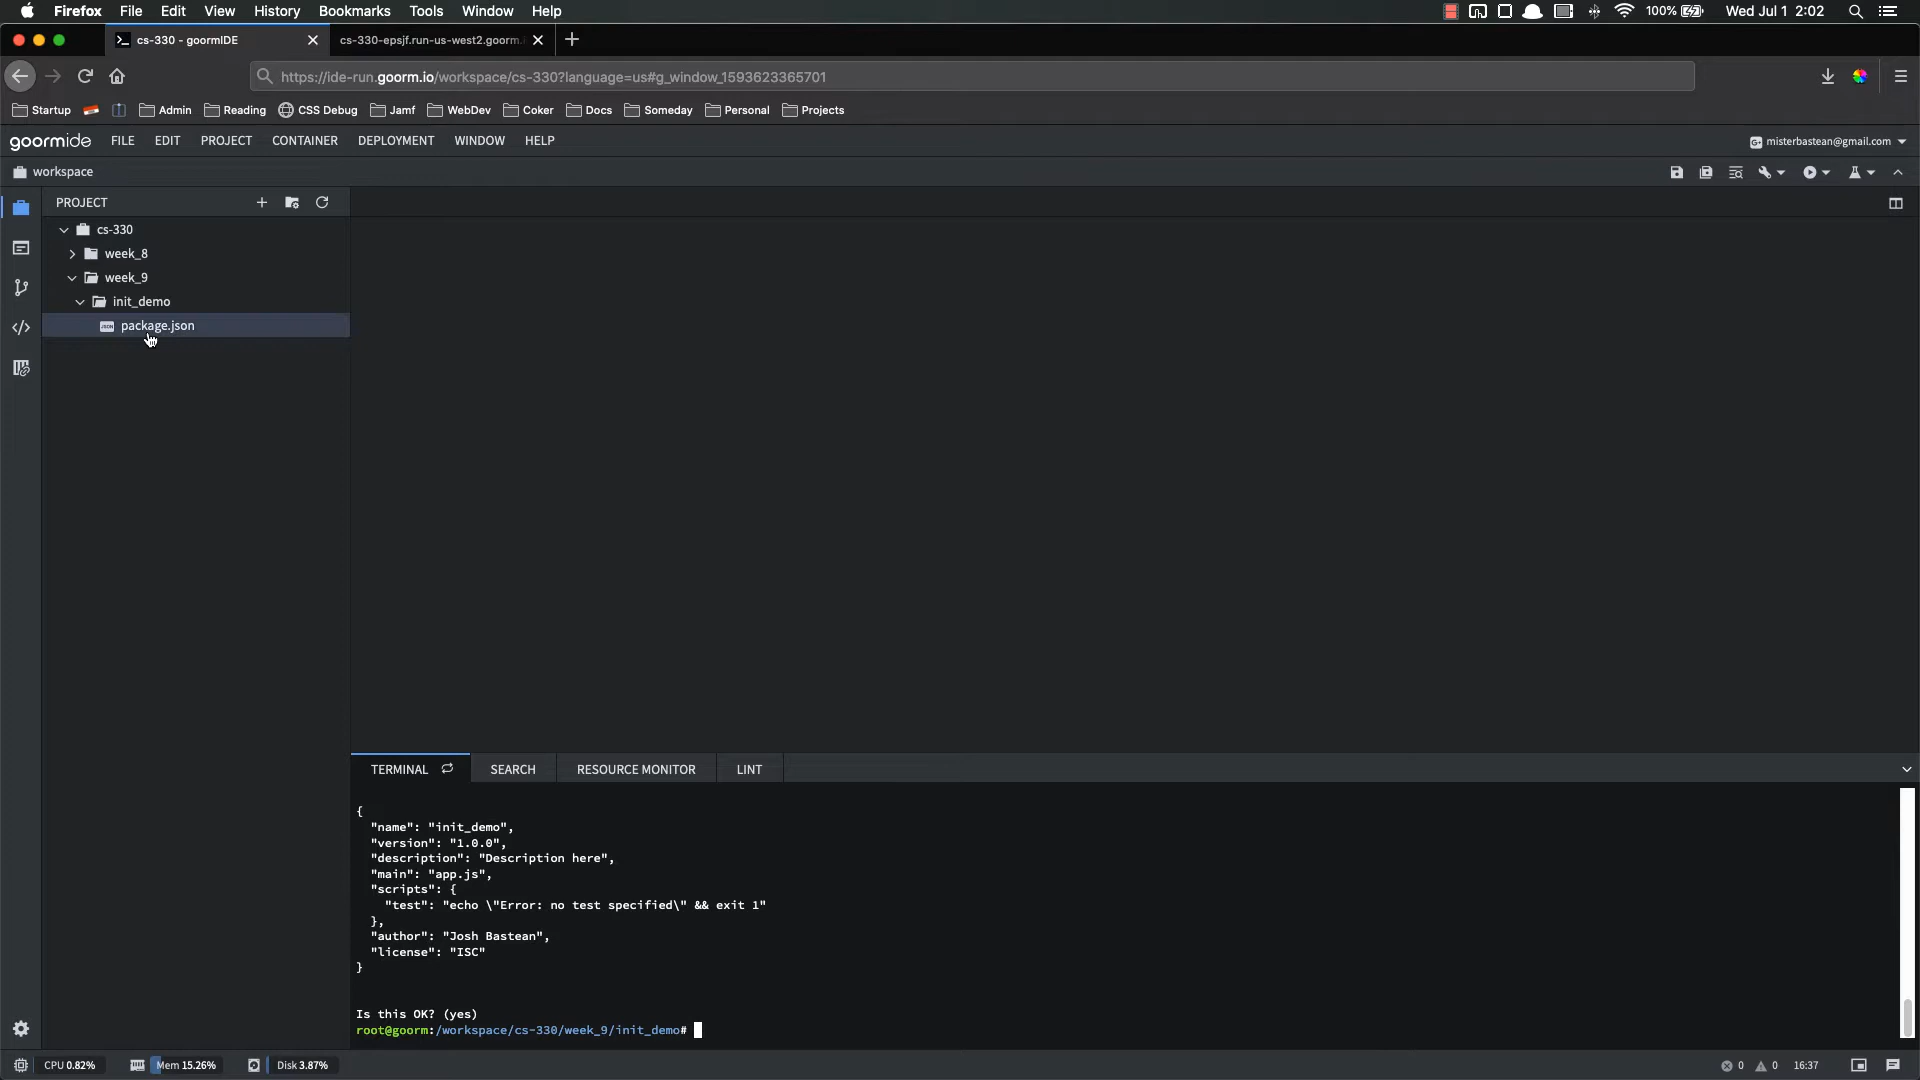 Firefox File Edit View History Bookmarks Tools Window Help 100% Wed Jul 1 2:02
cs-330 - goormIDE cs-330-epsjf.run-us-west2.goorm.
https://ide-run.goorm.io/workspace/cs-330?language=us#g_window_1593623365701
Startup Admin Reading CSS Debug Jamf WebDev Coker Docs Someday Personal Projects
goormide FILE EDIT PROJECT CONTAINER DEPLOYMENT WINDOW HELP misterbastean@gmail.com
workspace
PROJECT
cs-330
week_8
week_9
init_demo
package.json
TERMINAL SEARCH RESOURCE MONITOR LINT
{
"name": "init_demo",
"version": "1.0.0",
"description": "Description here",
"main": "app.js",
"scripts": {
"test": "echo \"Error: no test specified\" && exit 1"
},
"author": "Josh Bastean",
"license": "ISC"
}
Is this OK? (yes)
root@goorm:/workspace/cs-330/week_9/init_demo#
CPU 0.82% Mem 15.26% Disk 3.87% 0 0 16:37